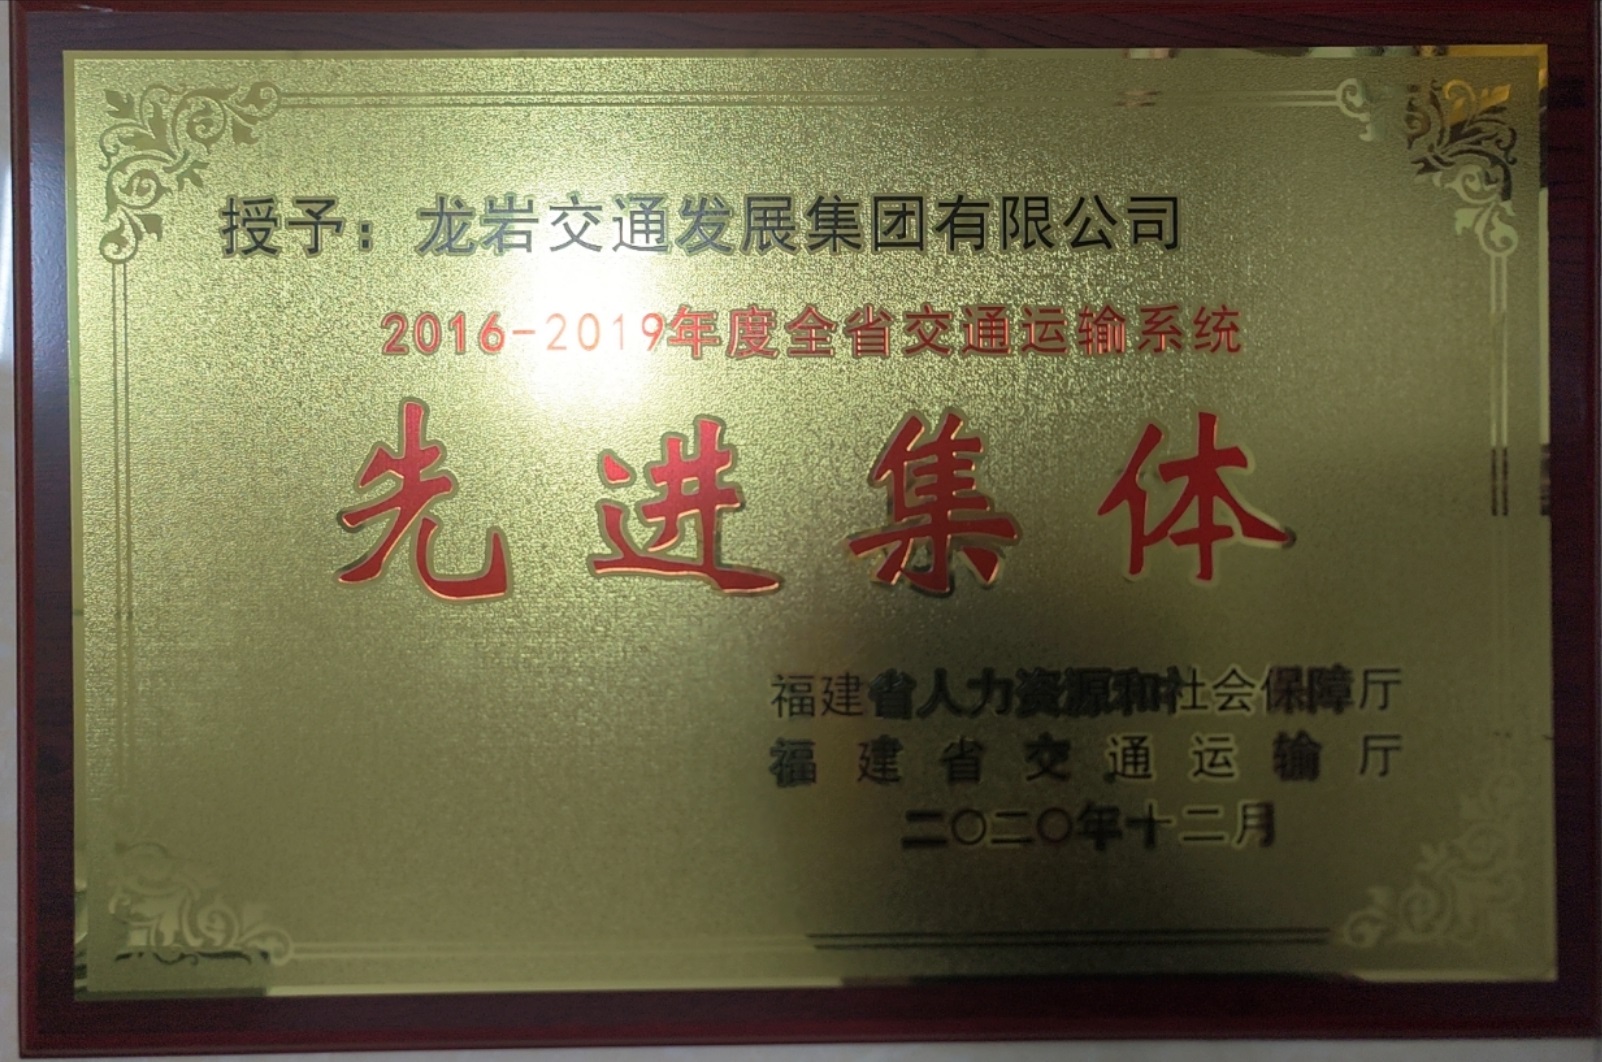 授予：龙岩交通发展集团有限公司
2016-2019年度全省交通运输系统
先进集体
福建省人力资源和社会保障厅
福建省交通运输厅
二〇二〇年十二月